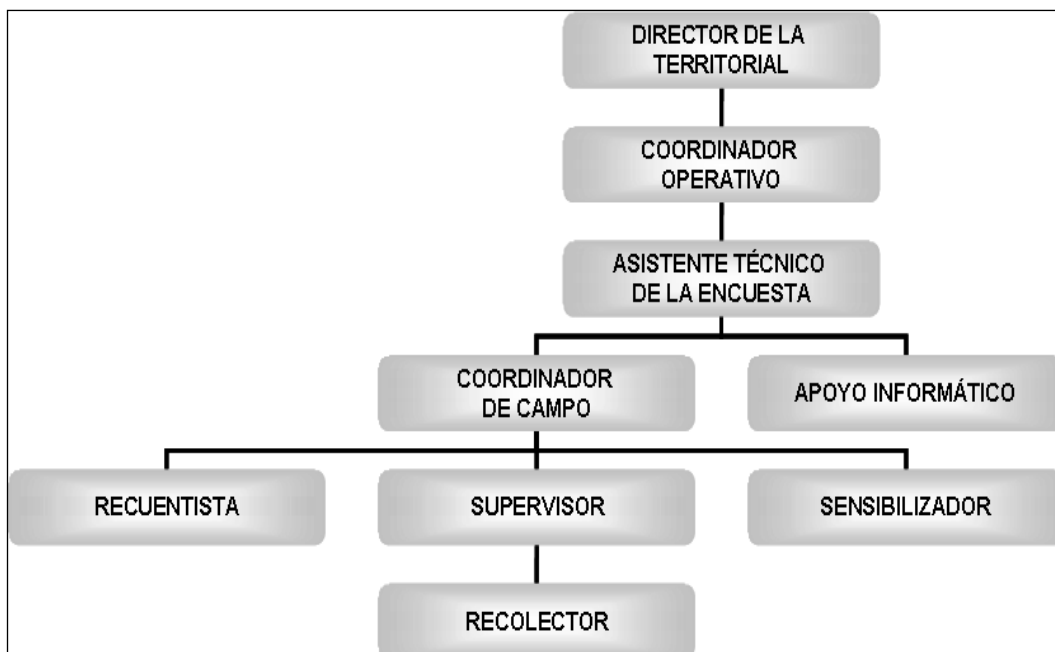 DIRECTOR DE LA
TERRITORIAL
COORDINADOR
OPERATIVO
ASISTENTE TÉCNICO
DE LA ENCUESTA
COORDINADOR
DE CAMPO
APOYO INFORMÁTICO
RECUENTISTA
SUPERVISOR
SENSIBILIZADOR
RECOLECTOR